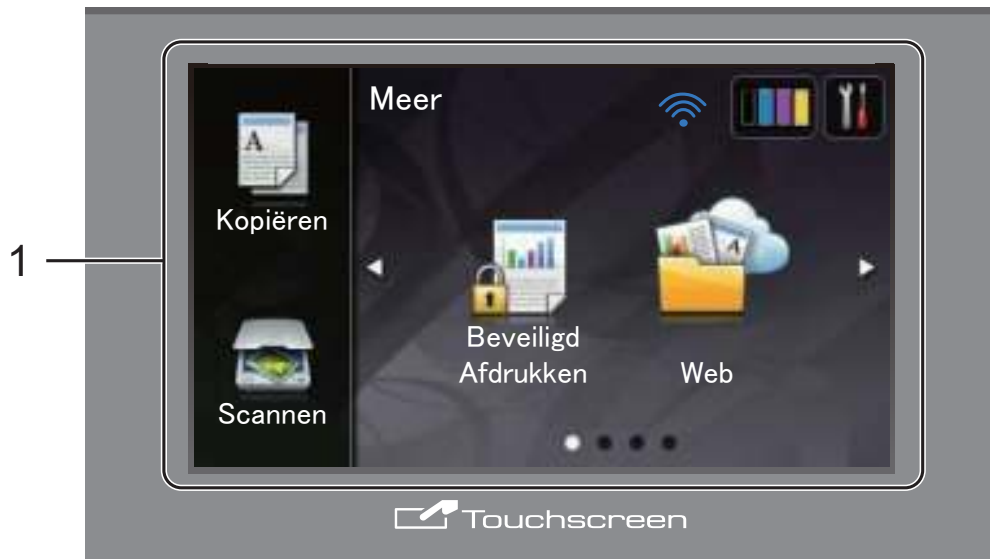 Meer
Kopiëren
1
Beveiligd
Afdrukken
Web
Scannen
Touchscreen